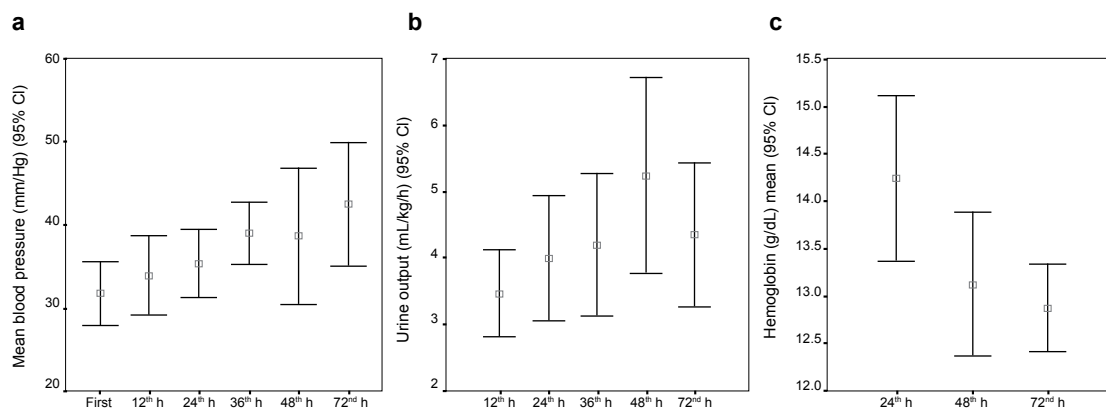 a
Mean blood pressure (mm/Hg) (95% CI)
60
50
40
30
20
First 12th h 24th h 36th h 48th h 72nd h
b
Urine output (mL/kg/h) (95% CI)
7
6
5
4
3
2
12th h 24th h 36th h 48th h 72nd h
c
Hemoglobin (g/dL) mean (95% CI)
15.0
14.5
14.0
13.5
13.0
12.5
12.0
24th h 48th h 72nd h